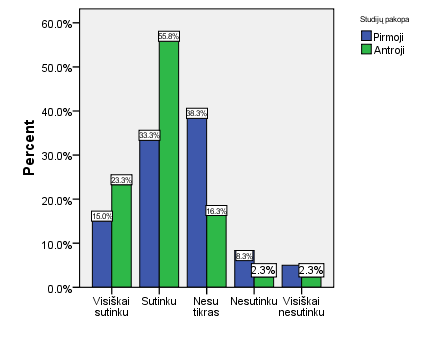 Studijų pakopa
Pirmoji
Antroji
Percent
60.0%
50.0%
40.0%
30.0%
20.0%
10.0%
0.0%
15.0%
23.3%
33.3%
55.8%
38.3%
16.3%
8.3%
2.3%
2.3%
Visiškai
sutinku
Sutinku
Nesu
tikras
Nesutinku
Visiškai
nesutinku